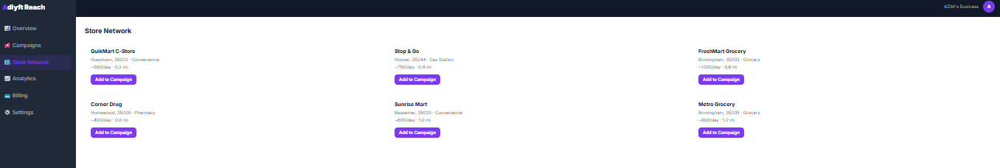 Adlyft Reach
AZIM's Business
A
Overview
Campaigns
Store Network
Analytics
Billing
Settings
Store Network
QuikMart C-Store
Hueytown, 35023 · Convenience
~500/day · 0.2 mi
Add to Campaign
Stop & Go
Hoover, 35244 · Gas Station
~750/day · 0.4 mi
Add to Campaign
FreshMart Grocery
Birmingham, 35203 · Grocery
~1200/day · 0.6 mi
Add to Campaign
Corner Drug
Homewood, 35209 · Pharmacy
~400/day · 0.8 mi
Add to Campaign
Sunrise Mart
Bessemer, 35020 · Convenience
~600/day · 1.0 mi
Add to Campaign
Metro Grocery
Birmingham, 35205 · Grocery
~800/day · 1.2 mi
Add to Campaign